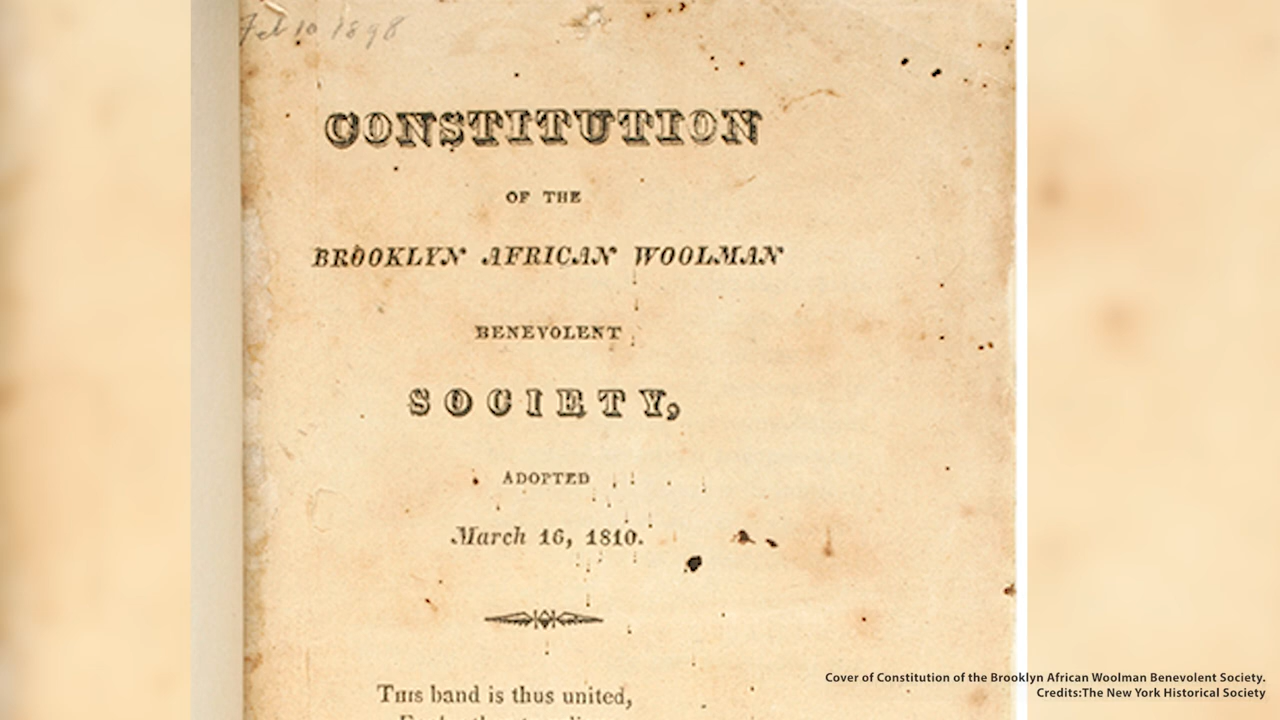 Feb 10 1898
CONSTITUTION
OF THE
BROOKLYN AFRICAN WOOLMAN
BENEVOLENT
SOCIETY,
ADOPTED
March 16, 1810.
This band is thus united,
Cover of Constitution of the Brooklyn African Woolman Benevolent Society.
Credits:The New York Historical Society